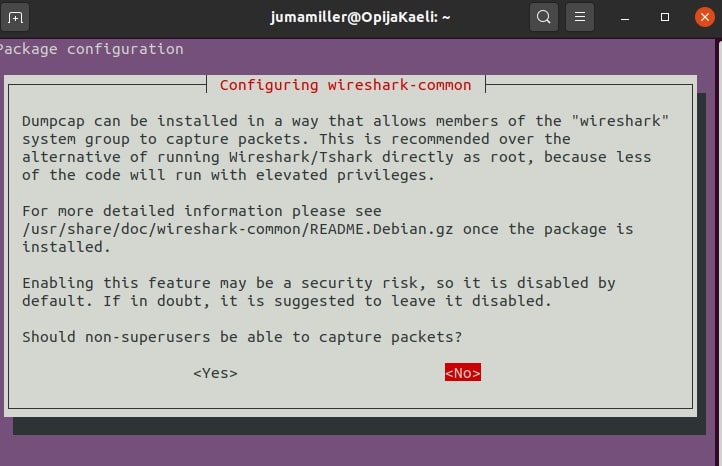 jumamiller@OpijaKaeli: ~
Package configuration
Configuring wireshark-common
Dumpcap can be installed in a way that allows members of the "wireshark"
system group to capture packets. This is recommended over the
alternative of running Wireshark/Tshark directly as root, because less
of the code will run with elevated privileges.
For more detailed information please see
/usr/share/doc/wireshark-common/README.Debian.gz once the package is
installed.
Enabling this feature may be a security risk, so it is disabled by
default. If in doubt, it is suggested to leave it disabled.
Should non-superusers be able to capture packets?
<Yes> <No>